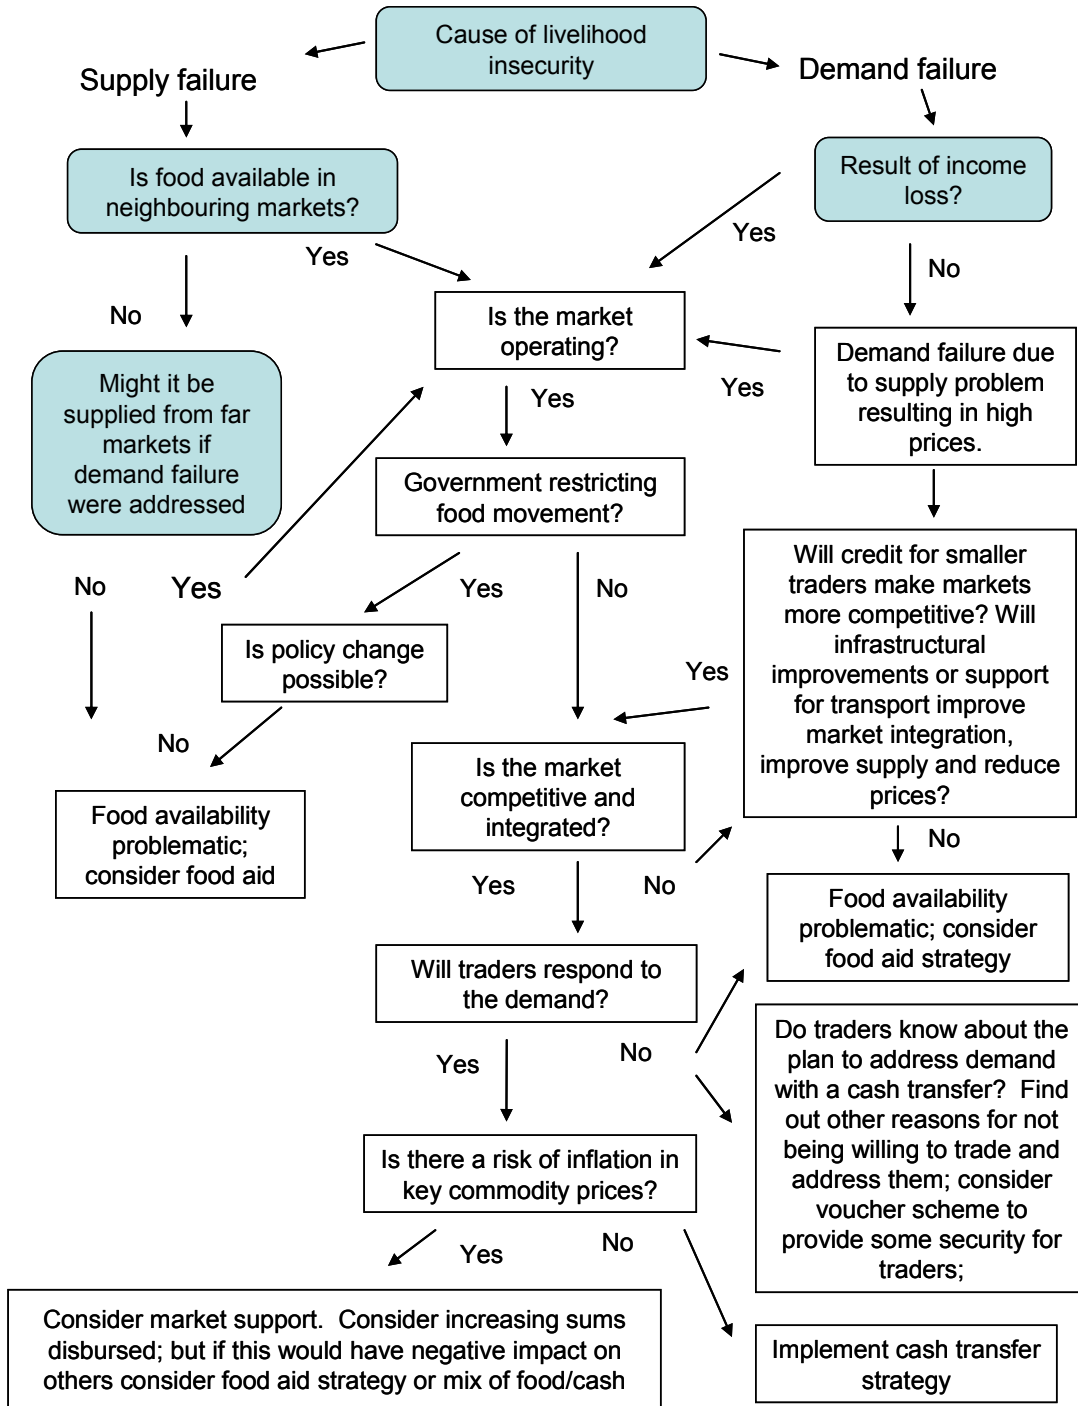 Cause of livelihood
insecurity
Supply failure
Demand failure
Is food available in
neighbouring markets?
Result of income
loss?
Yes
Yes
No
No
Is the market
operating?
Demand failure due
to supply problem
resulting in high
prices.
Yes
Yes
Might it be
supplied from far
markets if
demand failure
were addressed
Government restricting
food movement?
No
Yes
Yes
No
Will credit for smaller
traders make markets
more competitive? Will
infrastructural
improvements or support
for transport improve
market integration,
improve supply and reduce
prices?
Is policy change
possible?
Yes
No
Is the market
competitive and
integrated?
Food availability
problematic;
consider food aid
No
Yes
No
Food availability
problematic; consider
food aid strategy
Will traders respond to
the demand?
Yes
No
Do traders know about the
plan to address demand
with a cash transfer?  Find
out other reasons for not
being willing to trade and
address them; consider
voucher scheme to
provide some security for
traders;
Is there a risk of inflation in
key commodity prices?
Yes
No
Consider market support.  Consider increasing sums
disbursed; but if this would have negative impact on
others consider food aid strategy or mix of food/cash
Implement cash transfer
strategy